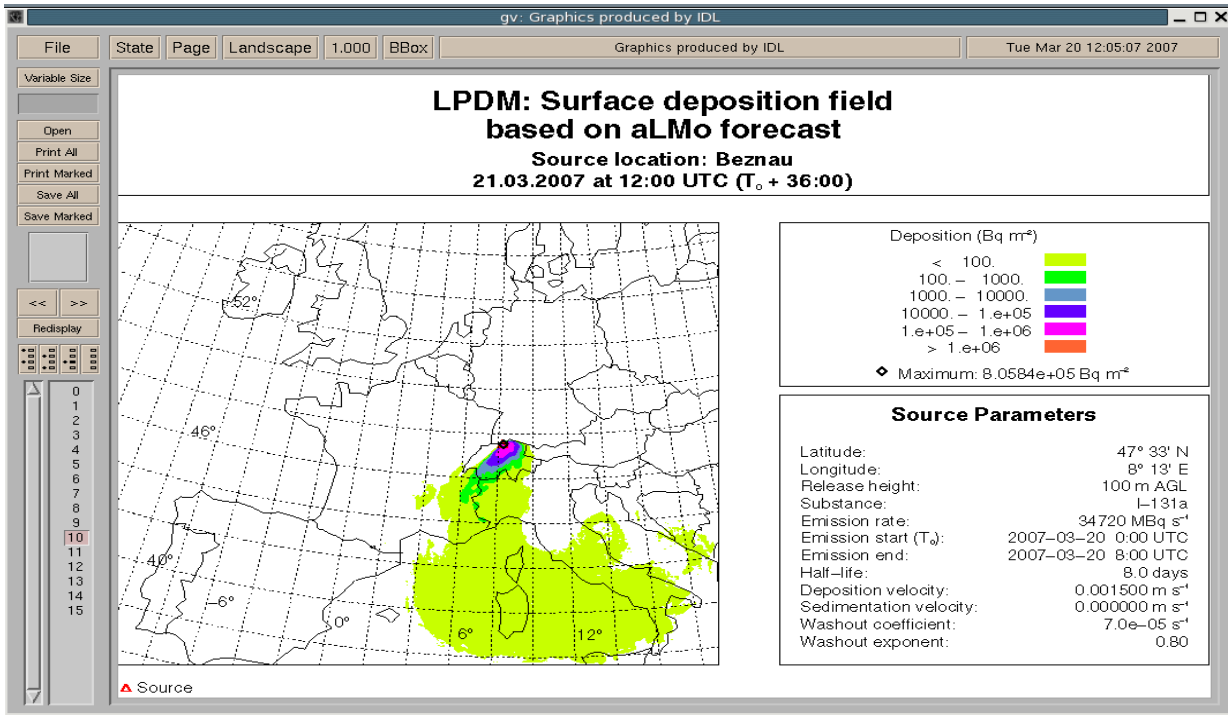 gv: Graphics produced by IDL
File State Page Landscape 1.000 BBox Graphics produced by IDL Tue Mar 20 12:05:07 2007
Variable Size
Open
Print All
Print Marked
Save All
Save Marked
<< >>
Redisplay
0
1
2
3
4
5
6
7
8
9
10
11
12
13
14
15
LPDM: Surface deposition field
based on aLMo forecast
Source location: Beznau
21.03.2007 at 12:00 UTC (Tₒ + 36:00)
52°
46°
40°
−6°
0°
6°
12°
Source
Deposition (Bq m⁻²)
< 100.
100. − 1000.
1000. − 10000.
10000. − 1.e+05
1.e+05 − 1.e+06
> 1.e+06
Maximum: 8.0584e+05 Bq m⁻²
Source Parameters
Latitude: 47° 33' N
Longitude: 8° 13' E
Release height: 100 m AGL
Substance: I−131a
Emission rate: 34720 MBq s⁻¹
Emission start (Tₒ): 2007−03−20 0:00 UTC
Emission end: 2007−03−20 8:00 UTC
Half−life: 8.0 days
Deposition velocity: 0.001500 m s⁻¹
Sedimentation velocity: 0.000000 m s⁻¹
Washout coefficient: 7.0e−05 s⁻¹
Washout exponent: 0.80